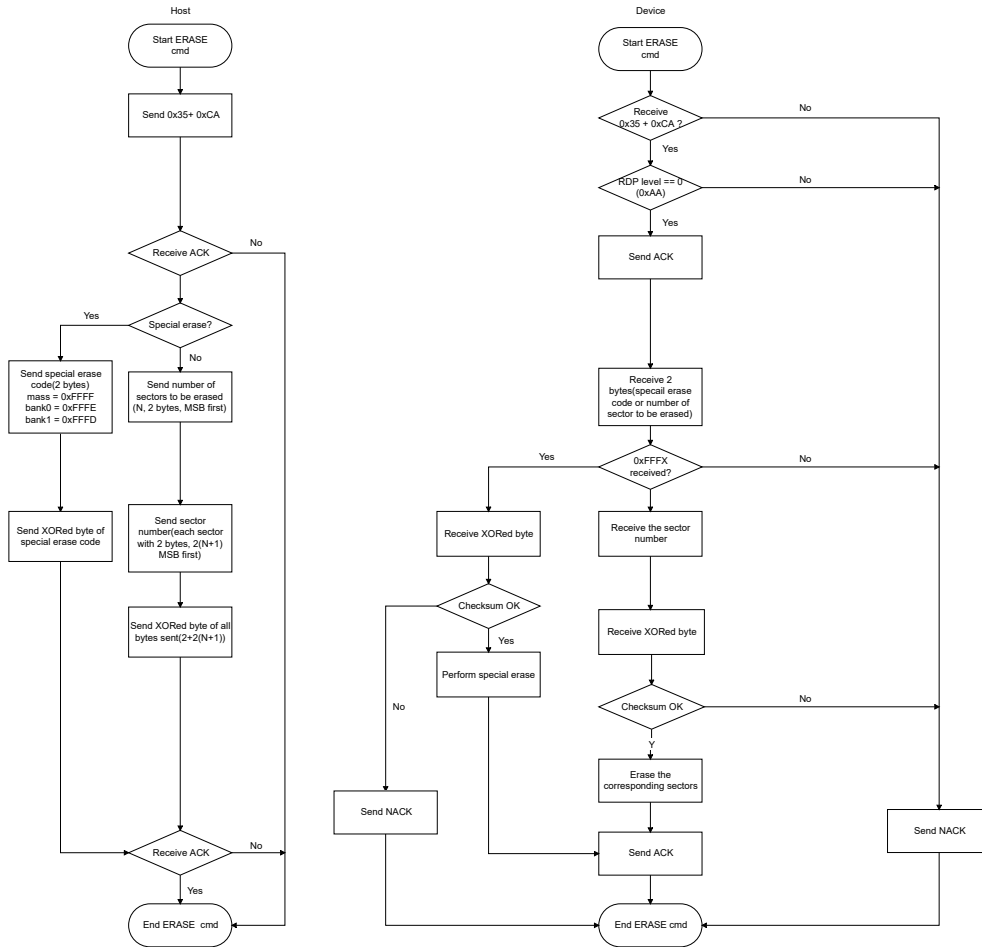 Host
Start ERASE
cmd
Send 0x35+ 0xCA
Receive ACK
No
Special erase?
Yes
No
Send special erase
code(2 bytes)
mass = 0xFFFF
bank0 = 0xFFFE
bank1 = 0xFFFD
Send number of
sectors to be erased
(N, 2 bytes, MSB first)
Send XORed byte of
special erase code
Send sector
number(each sector
with 2 bytes, 2(N+1)
MSB first)
Send XORed byte of all
bytes sent(2+2(N+1))
Receive ACK
No
Yes
End ERASE cmd
Device
Start ERASE
cmd
Receive
0x35 + 0xCA ?
No
Yes
RDP level == 0
(0xAA)
No
Yes
Send ACK
Receive 2
bytes(specail erase
code or number of
sector to be erased)
0xFFFX
received?
Yes
No
Receive XORed byte
Receive the sector
number
Checksum OK
Yes
No
Receive XORed byte
Perform special erase
Checksum OK
No
Y
Erase the
corresponding sectors
Send NACK
Send ACK
Send NACK
End ERASE cmd